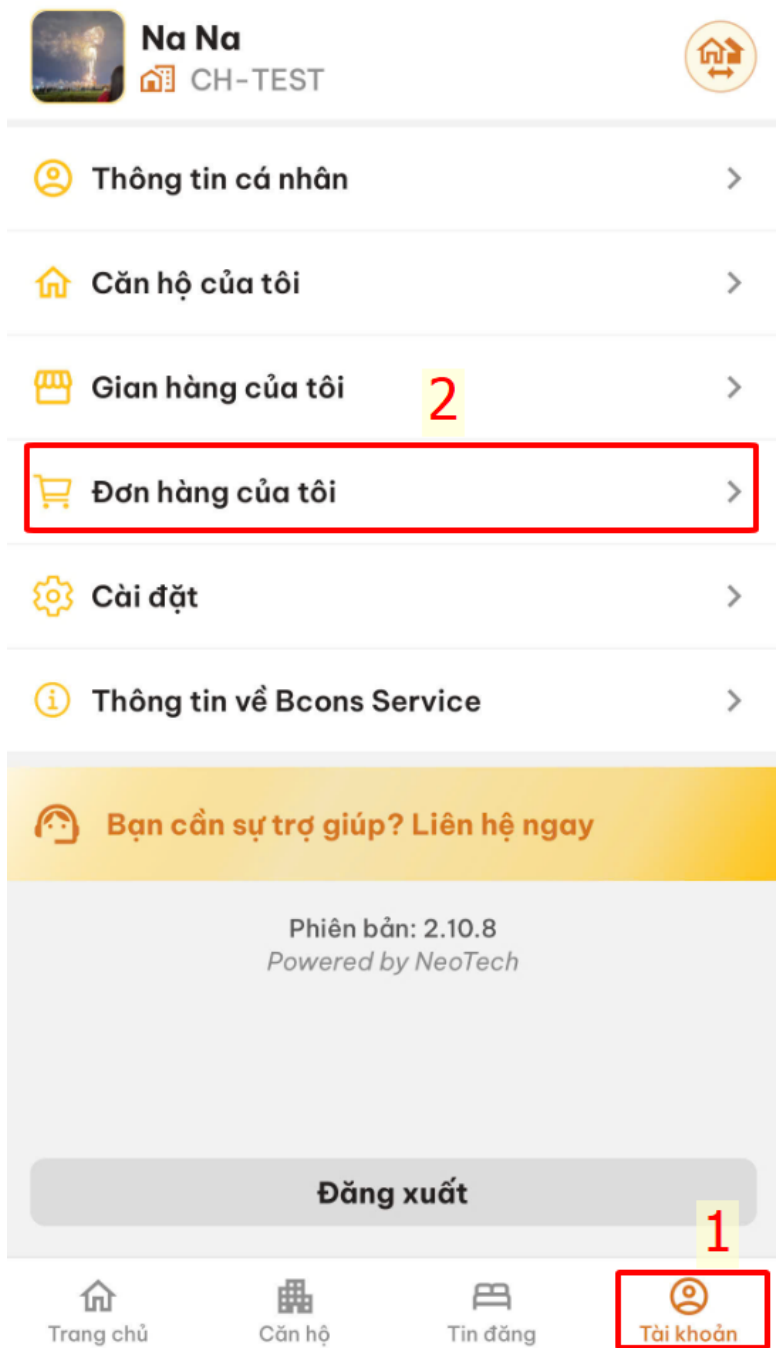 Na Na
CH-TEST
Thông tin cá nhân
Căn hộ của tôi
Gian hàng của tôi
2
Đơn hàng của tôi
Cài đặt
Thông tin về Bcons Service
Bạn cần sự trợ giúp? Liên hệ ngay
Phiên bản: 2.10.8
Powered by NeoTech
Đăng xuất
1
Trang chủ
Căn hộ
Tin đăng
Tài khoản